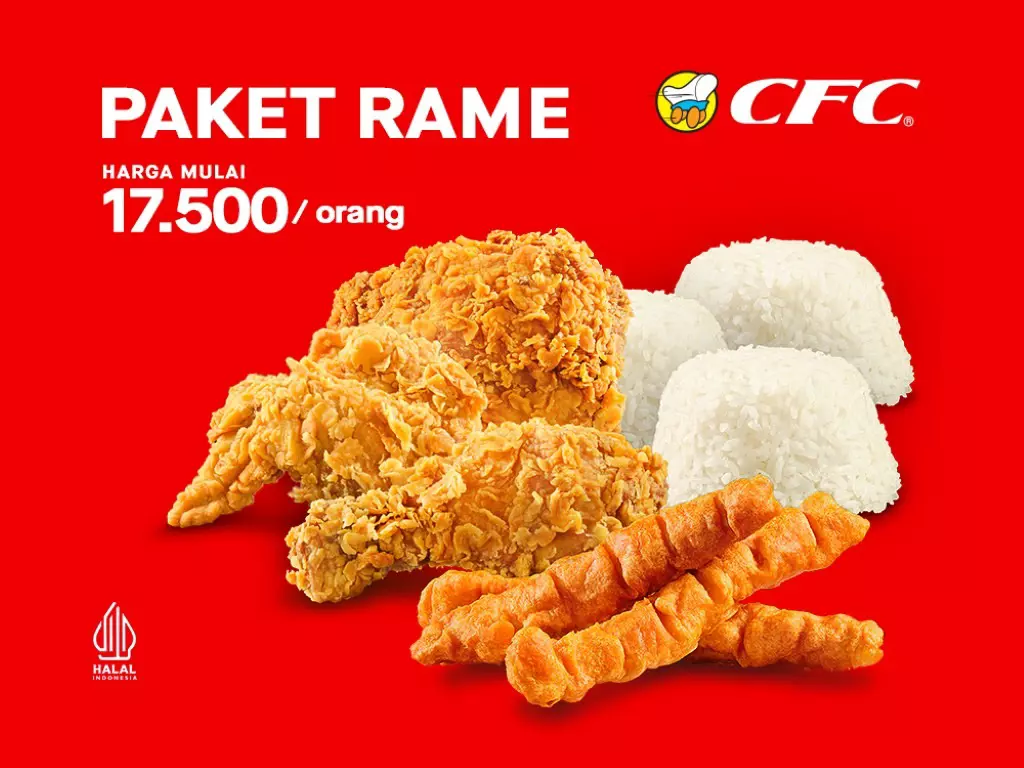 PAKET RAME
CFC®
HARGA MULAI
17.500/ orang
HALAL
INDONESIA